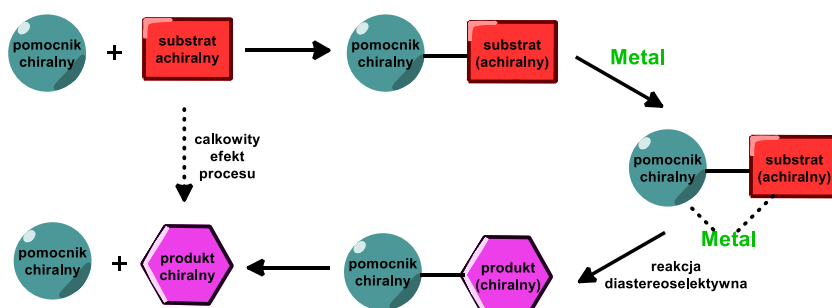 pomocnik
chiralny
+
substrat
achiralny
pomocnik
chiralny
substrat
(achiralny)
Metal
pomocnik
chiralny
substrat
(achiralny)
Metal
calkowity
efekt
procesu
reakcja
diastereoselektywna
pomocnik
chiralny
+
produkt
chiralny
pomocnik
chiralny
produkt
(chiralny)